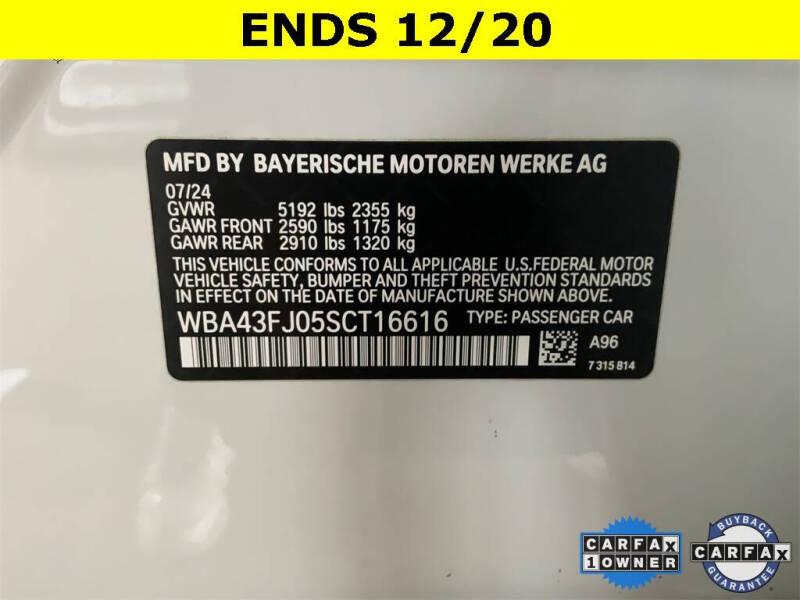 ENDS 12/20
MFD BY BAYERISCHE MOTOREN WERKE AG
07/24
GVWR 5192 lbs 2355 kg
GAWR FRONT 2590 lbs 1175 kg
GAWR REAR 2910 lbs 1320 kg
THIS VEHICLE CONFORMS TO ALL APPLICABLE U.S.FEDERAL MOTOR
VEHICLE SAFETY, BUMPER AND THEFT PREVENTION STANDARDS
IN EFFECT ON THE DATE OF MANUFACTURE SHOWN ABOVE.
WBA43FJ05SCT16616 TYPE: PASSENGER CAR
A96
7 315 814
CARFAX
1 OWNER
BUYBACK
CARFAX
GUARANTEE